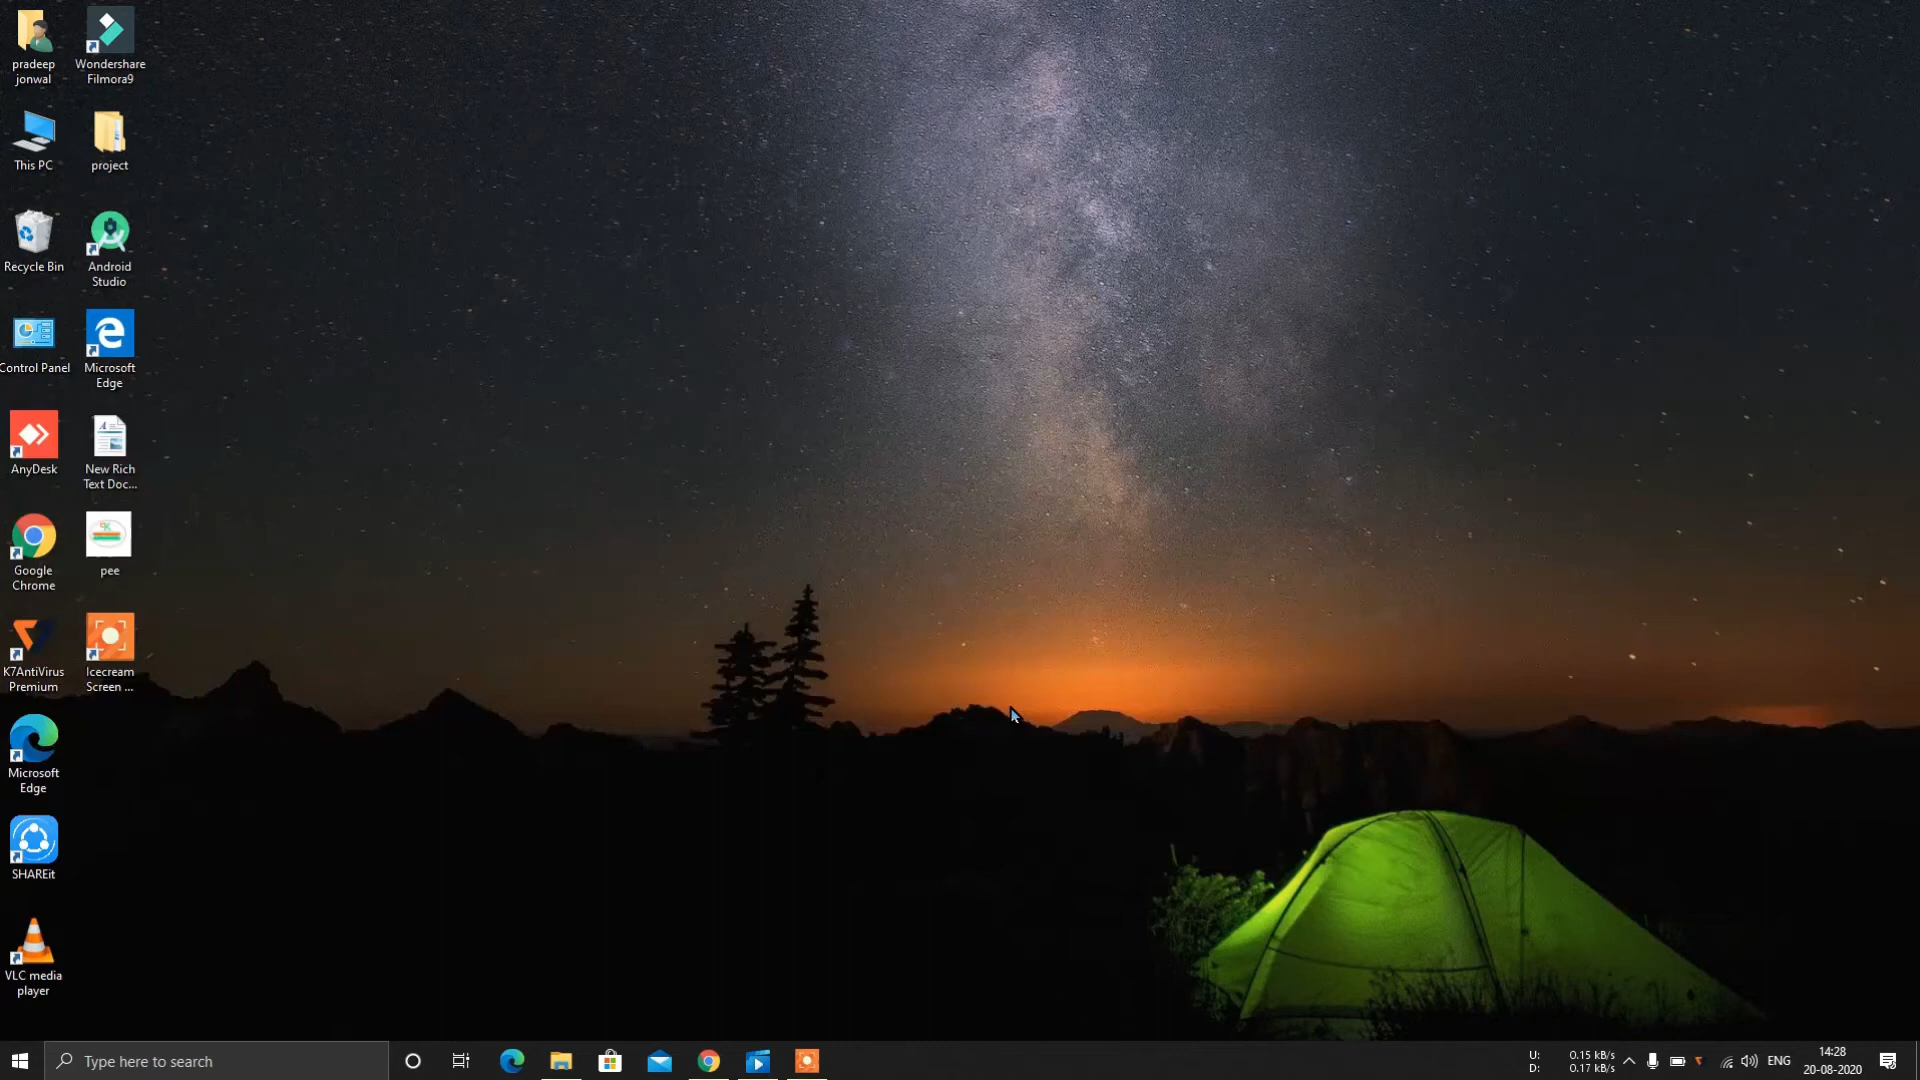 pradeep
jonwal
Wondershare
Filmora9
This PC
project
Recycle Bin
Android
Studio
Control Panel
Microsoft
Edge
AnyDesk
New Rich
Text Doc...
Google
Chrome
pee
K7AntiVirus
Premium
Icecream
Screen ...
Microsoft
Edge
SHAREit
VLC media
player
Type here to search
U: 0.15 kB/s
D: 0.17 kB/s
ENG
14:28
20-08-2020